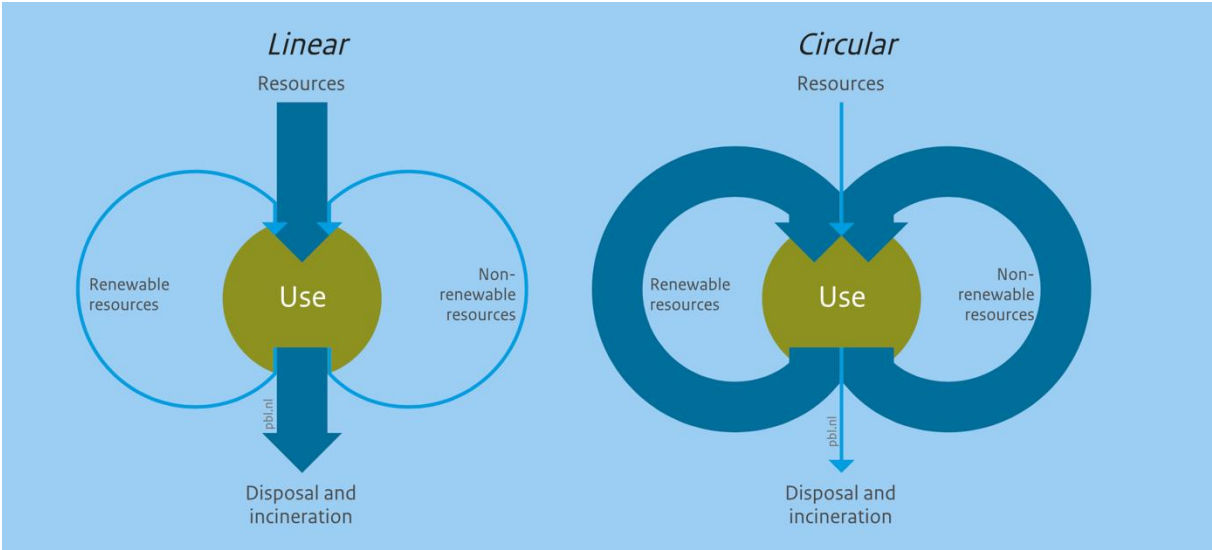 Linear
Resources
Renewable
resources
Use
Non-
renewable
resources
pbl.nl
Disposal and
incineration
Circular
Resources
Renewable
resources
Use
Non-
renewable
resources
pbl.nl
Disposal and
incineration